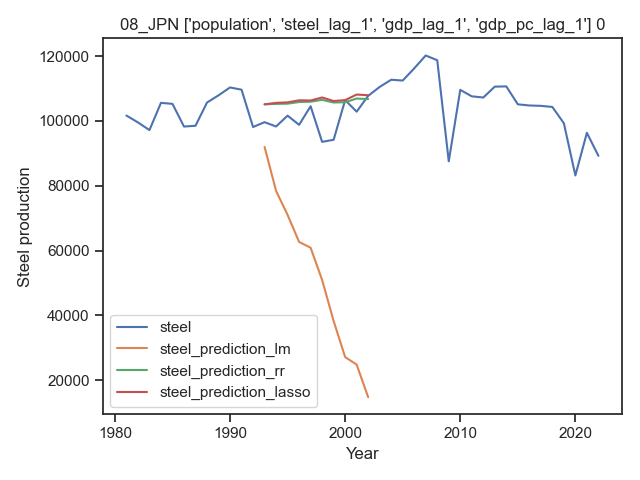 08_JPN ['population', 'steel_lag_1', 'gdp_lag_1', 'gdp_pc_lag_1'] 0
120000
100000
80000
60000
40000
20000
Steel production
steel
steel_prediction_lm
steel_prediction_rr
steel_prediction_lasso
1980
1990
2000
2010
2020
Year